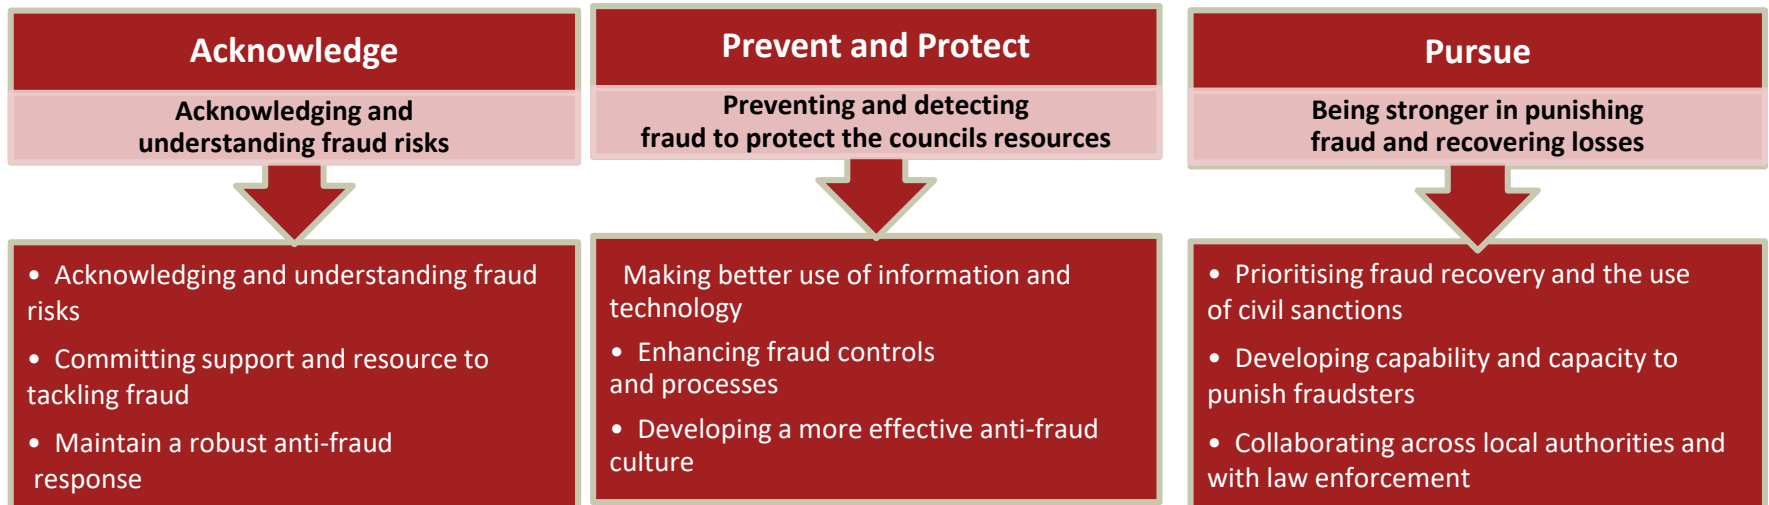 Acknowledge
Acknowledging and
understanding fraud risks
• Acknowledging and understanding fraud
risks
• Committing support and resource to
tackling fraud
• Maintain a robust anti-fraud
response
Prevent and Protect
Preventing and detecting
fraud to protect the councils resources
Making better use of information and
technology
• Enhancing fraud controls
and processes
• Developing a more effective anti-fraud
culture
Pursue
Being stronger in punishing
fraud and recovering losses
• Prioritising fraud recovery and the use
of civil sanctions
• Developing capability and capacity to
punish fraudsters
• Collaborating across local authorities and
with law enforcement